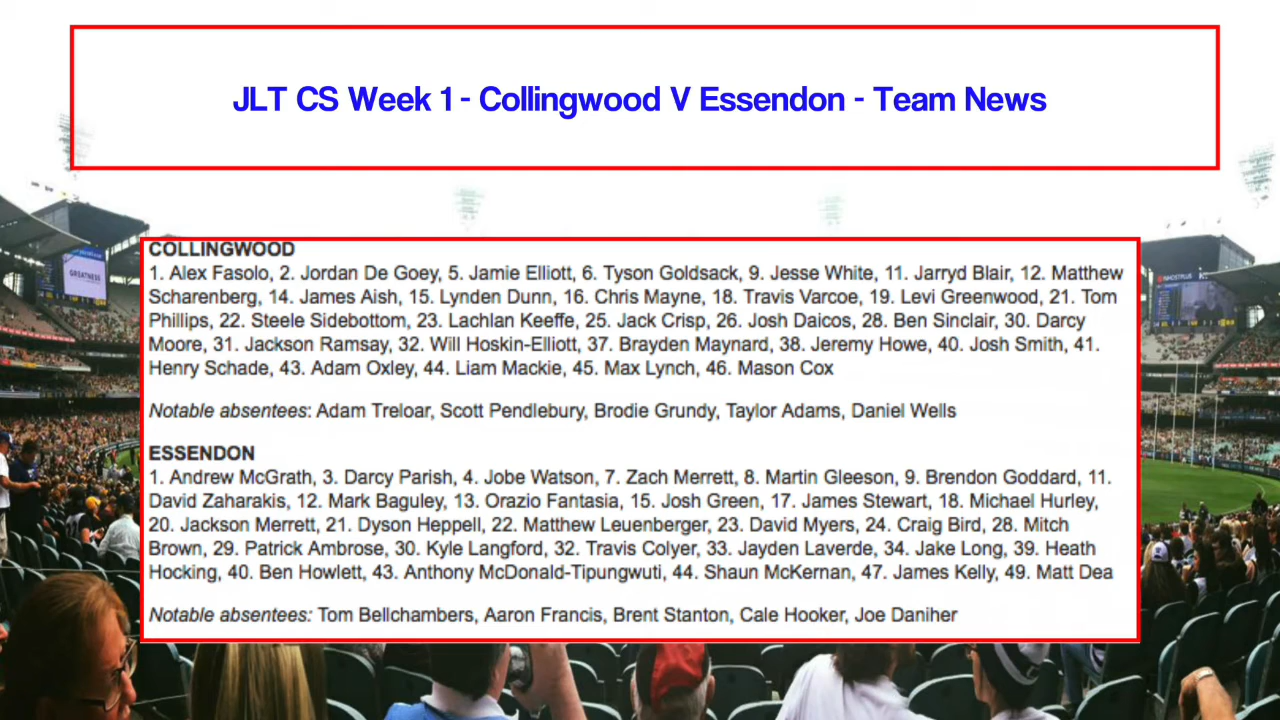 JLT CS Week 1 - Collingwood V Essendon - Team News
COLLINGWOOD
1. Alex Fasolo, 2. Jordan De Goey, 5. Jamie Elliott, 6. Tyson Goldsack, 9. Jesse White, 11. Jarryd Blair, 12. Matthew
Scharenberg, 14. James Aish, 15. Lynden Dunn, 16. Chris Mayne, 18. Travis Varcoe, 19. Levi Greenwood, 21. Tom
Phillips, 22. Steele Sidebottom, 23. Lachlan Keeffe, 25. Jack Crisp, 26. Josh Daicos, 28. Ben Sinclair, 30. Darcy
Moore, 31. Jackson Ramsay, 32. Will Hoskin-Elliott, 37. Brayden Maynard, 38. Jeremy Howe, 40. Josh Smith, 41.
Henry Schade, 43. Adam Oxley, 44. Liam Mackie, 45. Max Lynch, 46. Mason Cox
Notable absentees: Adam Treloar, Scott Pendlebury, Brodie Grundy, Taylor Adams, Daniel Wells
ESSENDON
1. Andrew McGrath, 3. Darcy Parish, 4. Jobe Watson, 7. Zach Merrett, 8. Martin Gleeson, 9. Brendon Goddard, 11.
David Zaharakis, 12. Mark Baguley, 13. Orazio Fantasia, 15. Josh Green, 17. James Stewart, 18. Michael Hurley,
20. Jackson Merrett, 21. Dyson Heppell, 22. Matthew Leuenberger, 23. David Myers, 24. Craig Bird, 28. Mitch
Brown, 29. Patrick Ambrose, 30. Kyle Langford, 32. Travis Colyer, 33. Jayden Laverde, 34. Jake Long, 39. Heath
Hocking, 40. Ben Howlett, 43. Anthony McDonald-Tipungwuti, 44. Shaun McKernan, 47. James Kelly, 49. Matt Dea
Notable absentees: Tom Bellchambers, Aaron Francis, Brent Stanton, Cale Hooker, Joe Daniher
GREATNESS